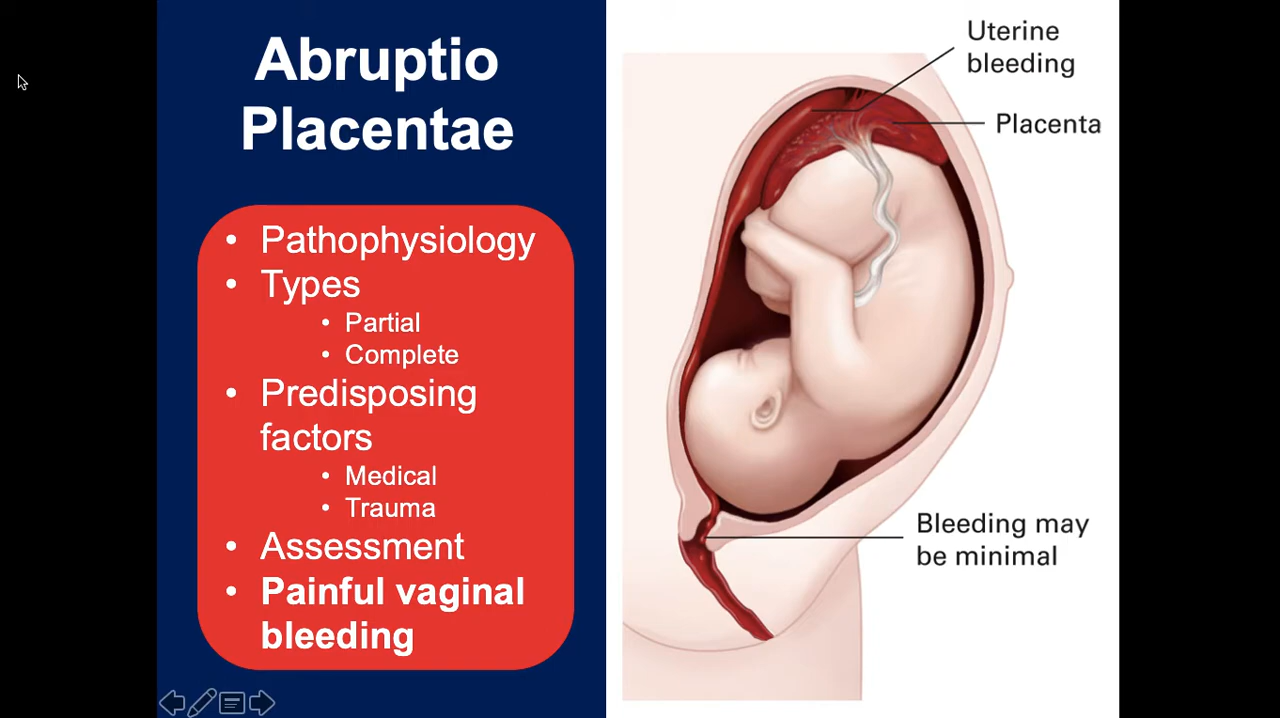 Abruptio
Placentae
• Pathophysiology
• Types
• Partial
• Complete
• Predisposing
factors
• Medical
• Trauma
• Assessment
• Painful vaginal
bleeding
Uterine
bleeding
Placenta
Bleeding may
be minimal